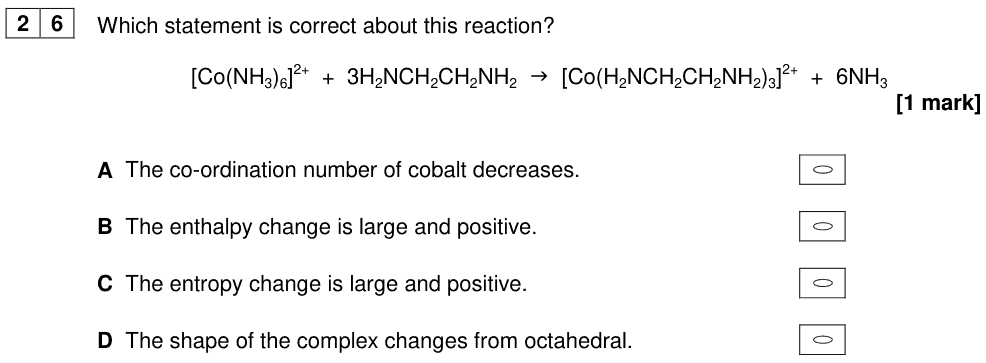 2 6 Which statement is correct about this reaction?
[Co(NH₃)₆]²⁺ + 3H₂NCH₂CH₂NH₂ → [Co(H₂NCH₂CH₂NH₂)₃]²⁺ + 6NH₃
[1 mark]
A The co-ordination number of cobalt decreases.
B The enthalpy change is large and positive.
C The entropy change is large and positive.
D The shape of the complex changes from octahedral.